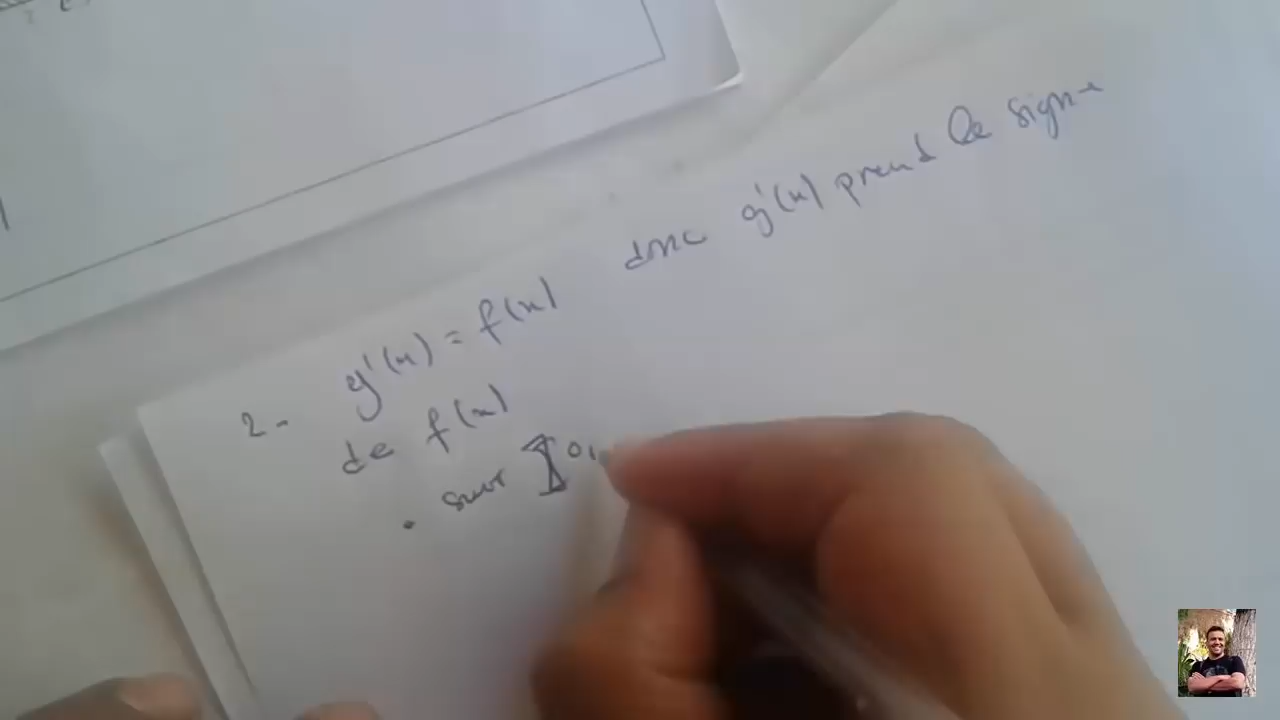 2 - g'(x) = f(x) donc g'(x) prend le signe
de f(x)
• sur ]0,